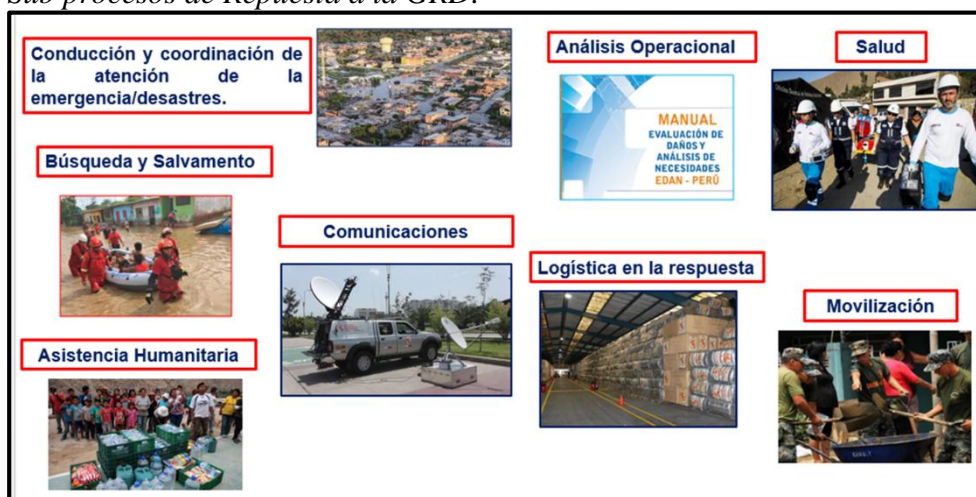 Sub procesos de Repuesta a la GRD.
Conducción y coordinación de
la atención de la
emergencia/desastres.
Análisis Operacional
Salud
MANUAL
EVALUACIÓN DE
DAÑOS Y
ANÁLISIS DE
NECESIDADES
EDAN - PERÚ
Búsqueda y Salvamento
Comunicaciones
Logística en la respuesta
Movilización
Asistencia Humanitaria